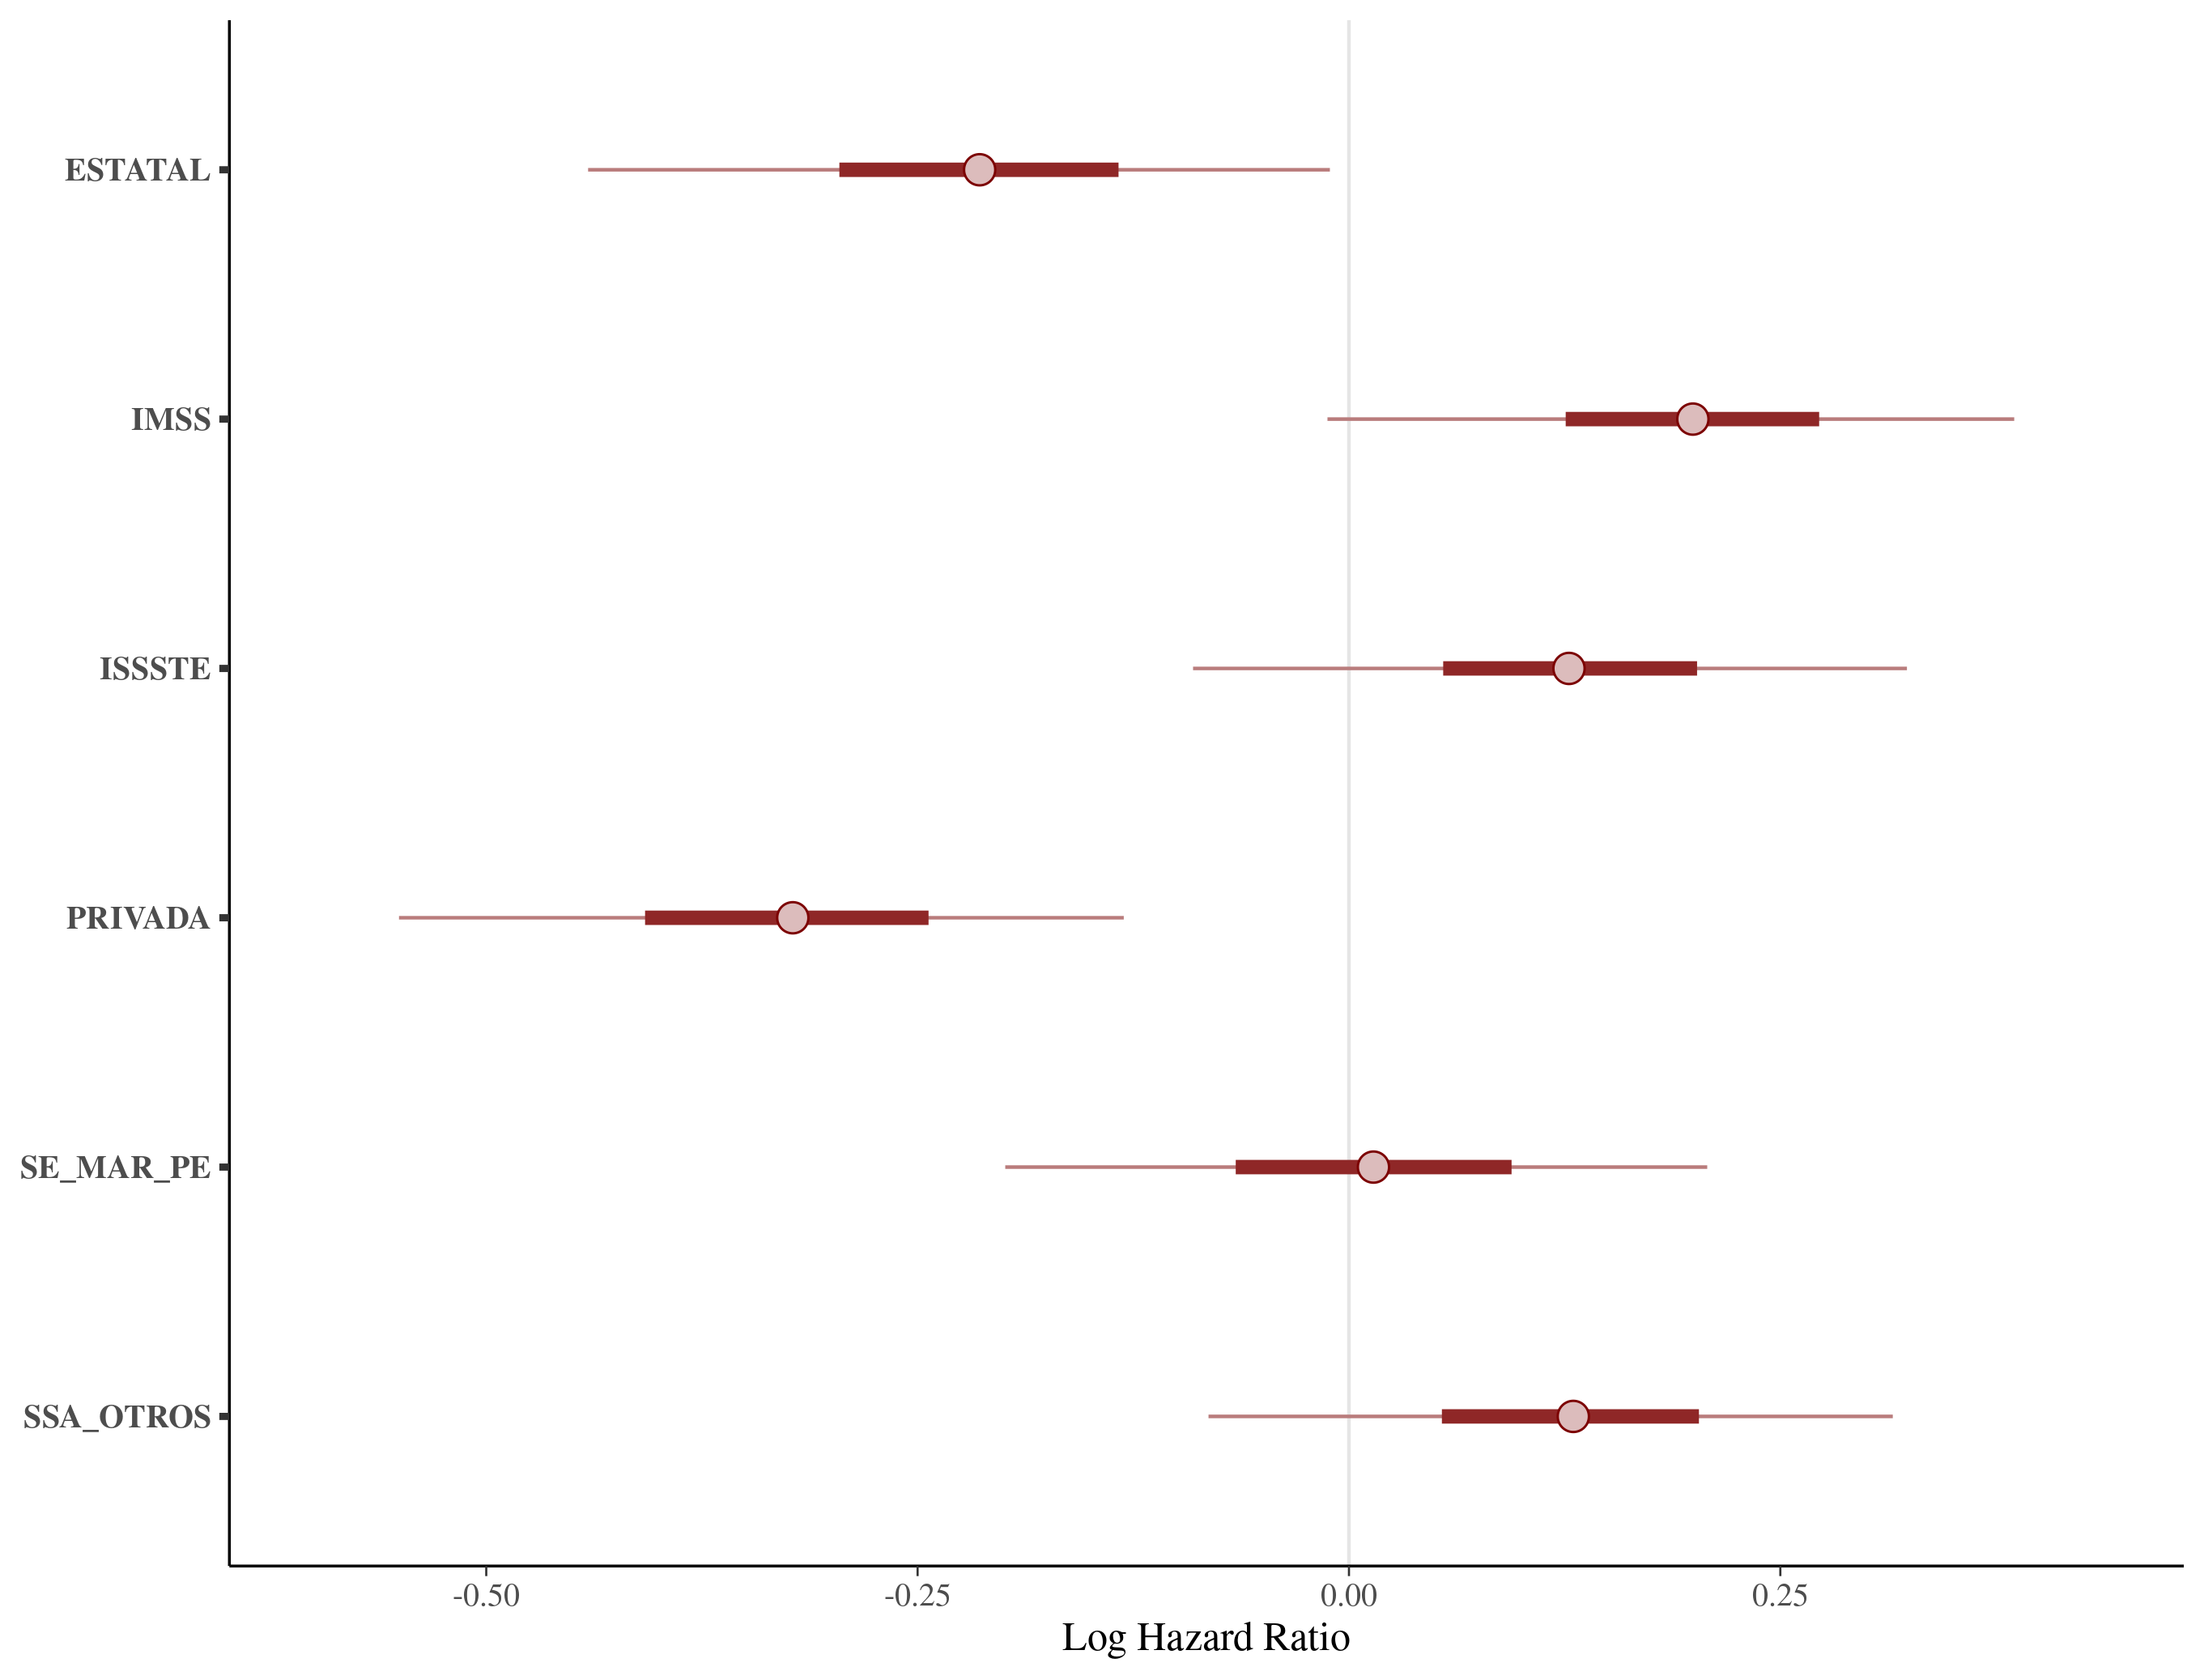 ESTATAL
IMSS
ISSSTE
PRIVADA
SE_MAR_PE
SSA_OTROS
-0.50 -0.25 0.00 0.25
Log Hazard Ratio